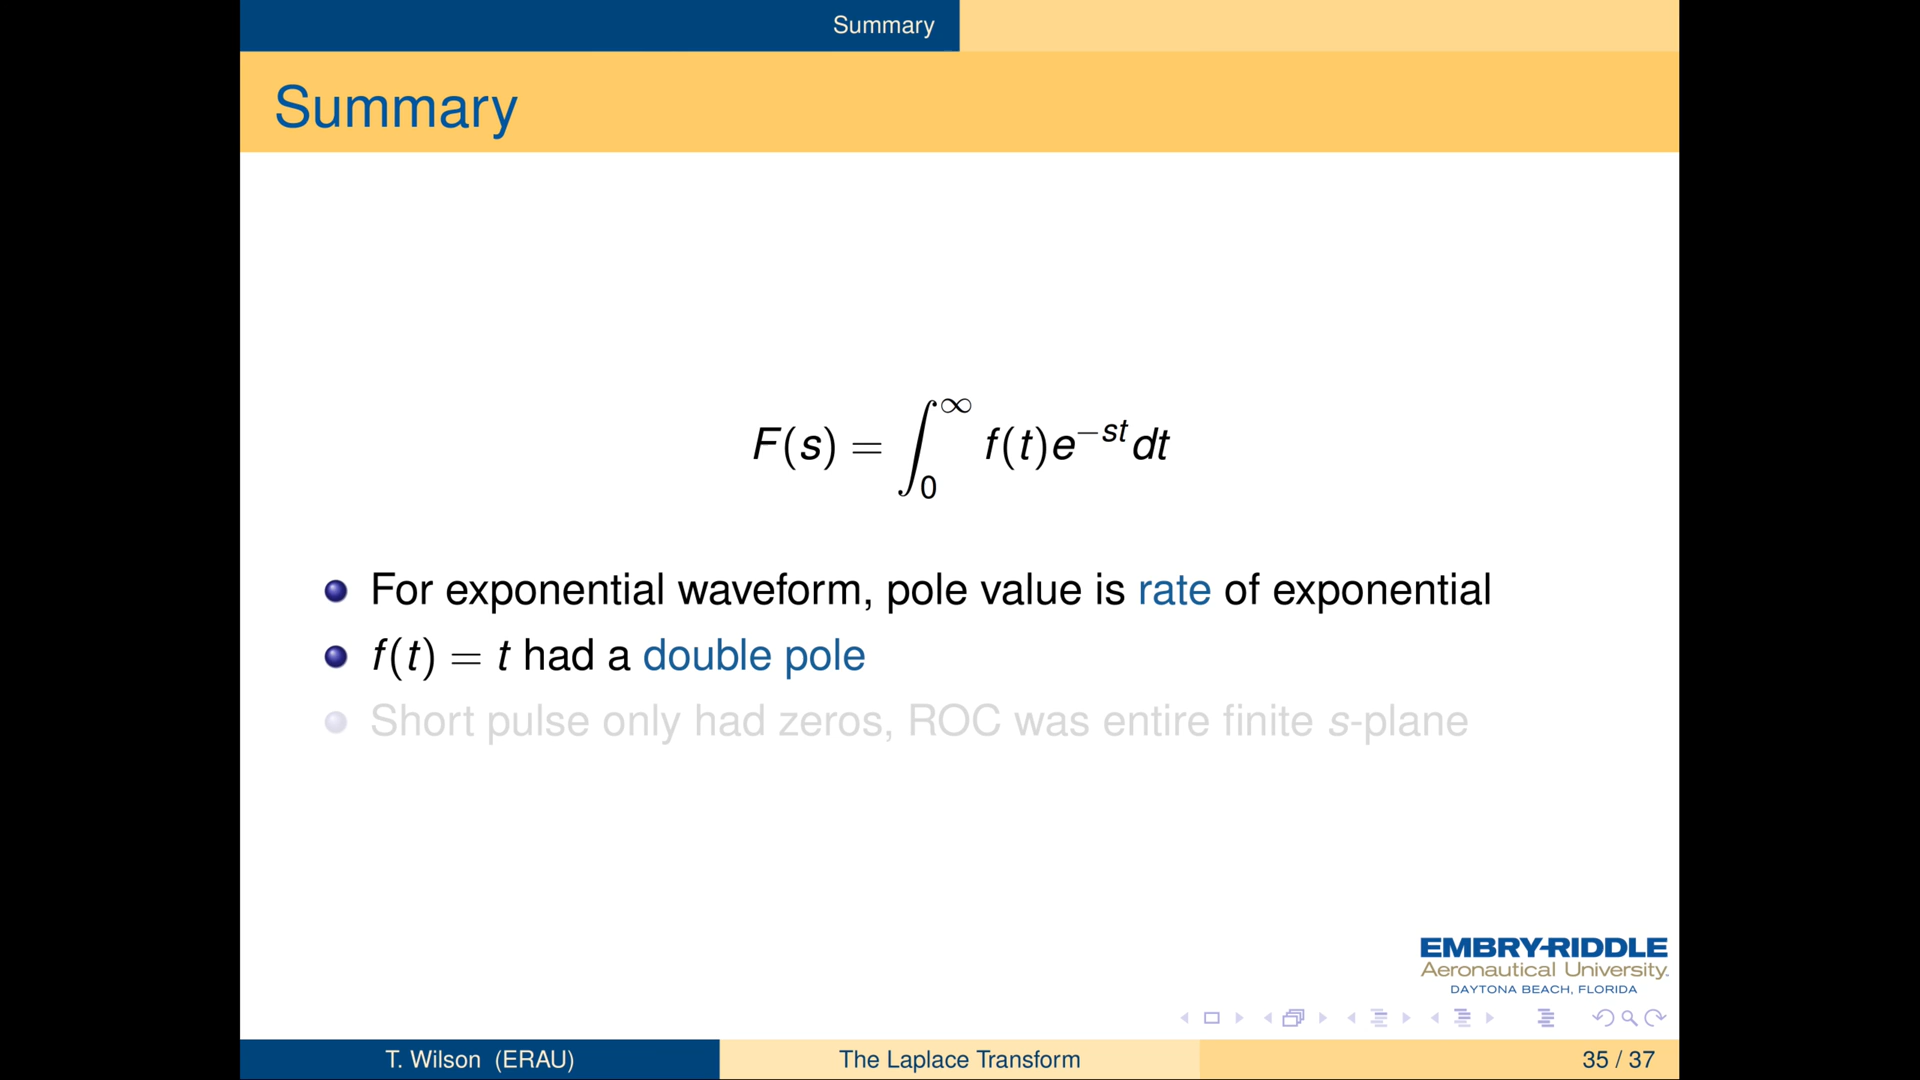 Summary
Summary
F(s) = ∫₀^∞ f(t)e^{−st}dt
For exponential waveform, pole value is rate of exponential
f(t) = t had a double pole
Short pulse only had zeros, ROC was entire finite s-plane
EMBRY-RIDDLE
Aeronautical University.
DAYTONA BEACH, FLORIDA
T. Wilson (ERAU)
The Laplace Transform
35 / 37